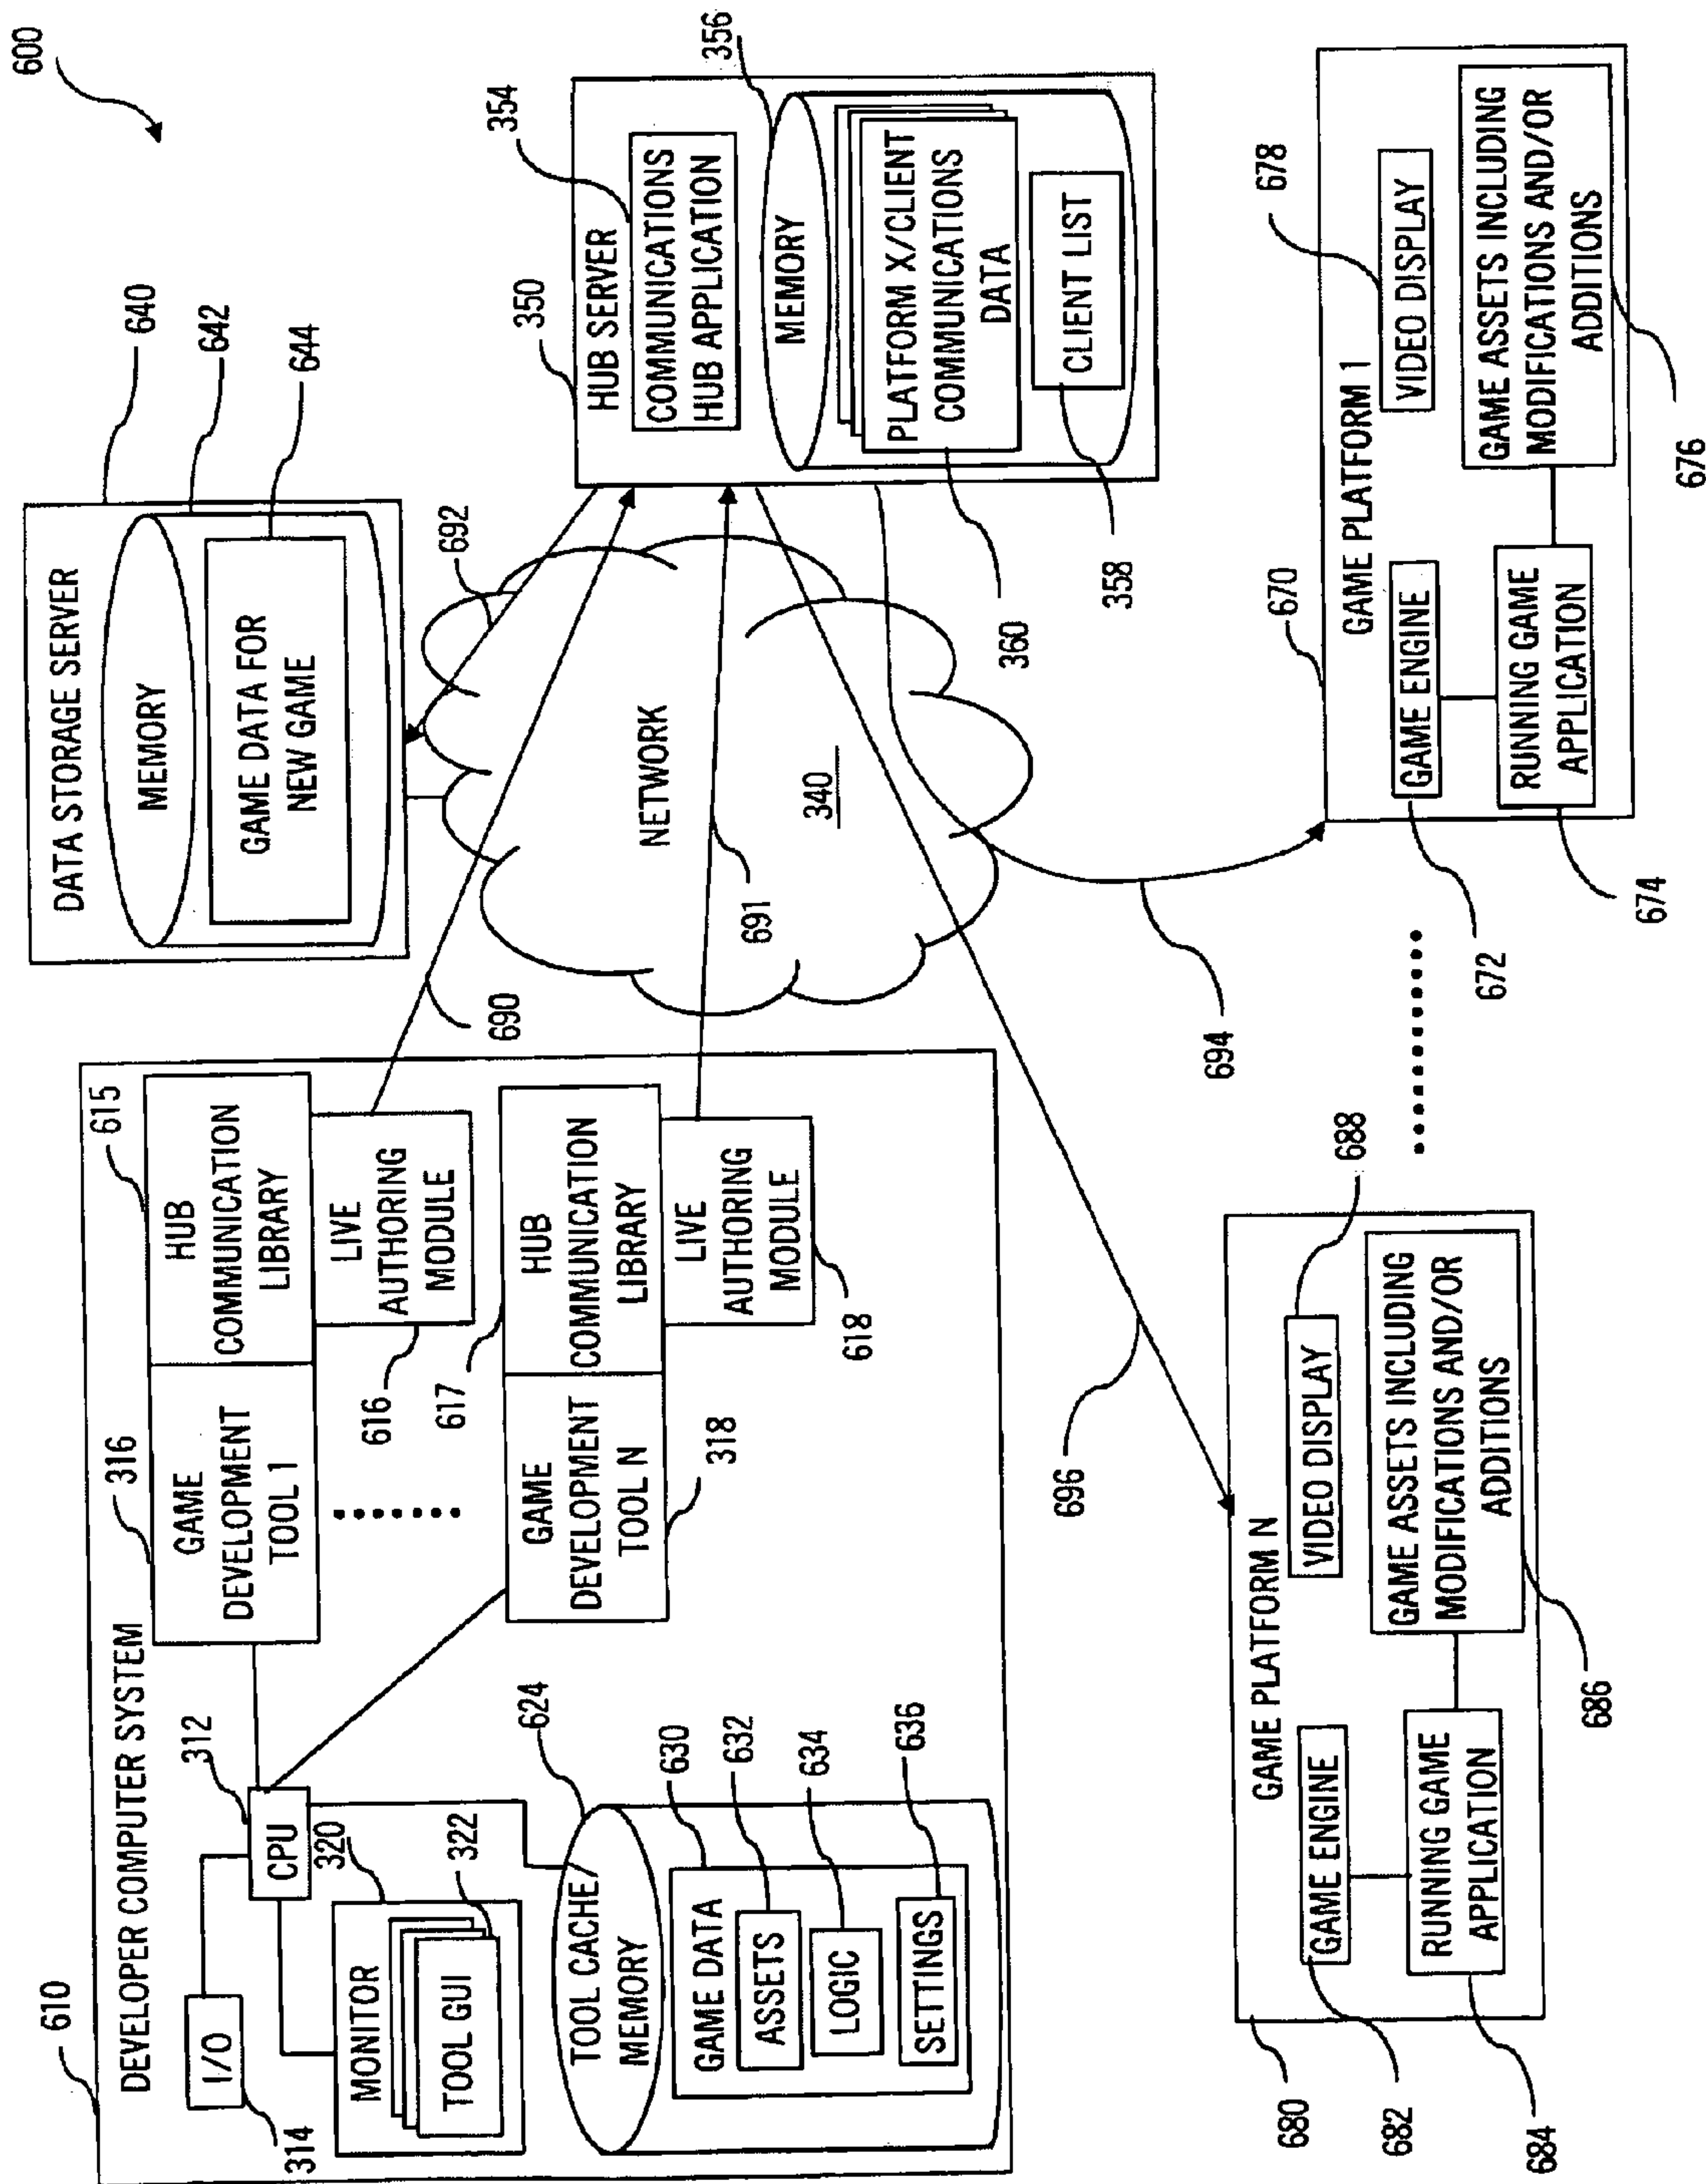 600
610
DEVELOPER COMPUTER SYSTEM
I/O
314
312
CPU
MONITOR
320
TOOL GUI
322
TOOL CACHE
MEMORY
624
GAME DATA
630
ASSETS
632
LOGIC
634
SETTINGS
636
316
GAME
DEVELOPMENT
TOOL 1
615
HUB
COMMUNICATION
LIBRARY
LIVE
AUTHORING
MODULE
616
617
GAME
DEVELOPMENT
TOOL N
318
HUB
COMMUNICATION
LIBRARY
LIVE
AUTHORING
MODULE
618
DATA STORAGE SERVER
640
MEMORY
642
GAME DATA FOR
NEW GAME
644
690
692
NETWORK
691
340
350
HUB SERVER
354
COMMUNICATIONS
HUB APPLICATION
356
MEMORY
PLATFORM X/CLIENT
COMMUNICATIONS
DATA
360
CLIENT LIST
358
694
696
680
GAME PLATFORM N
GAME ENGINE
682
VIDEO DISPLAY
688
RUNNING GAME
APPLICATION
684
GAME ASSETS INCLUDING
MODIFICATIONS AND/OR
ADDITIONS
686
670
GAME PLATFORM 1
GAME ENGINE
672
VIDEO DISPLAY
678
RUNNING GAME
APPLICATION
674
GAME ASSETS INCLUDING
MODIFICATIONS AND/OR
ADDITIONS
676